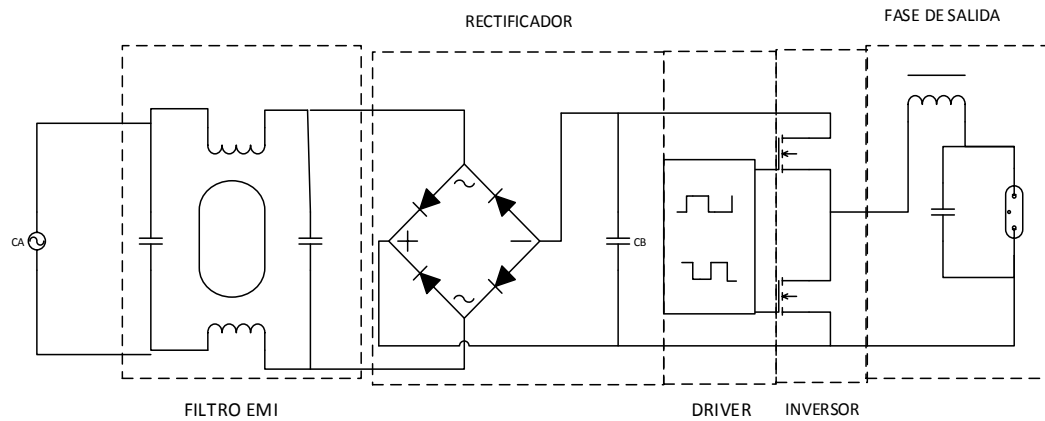 RECTIFICADOR
FASE DE SALIDA
CA
CB
FILTRO EMI
DRIVER
INVERSOR